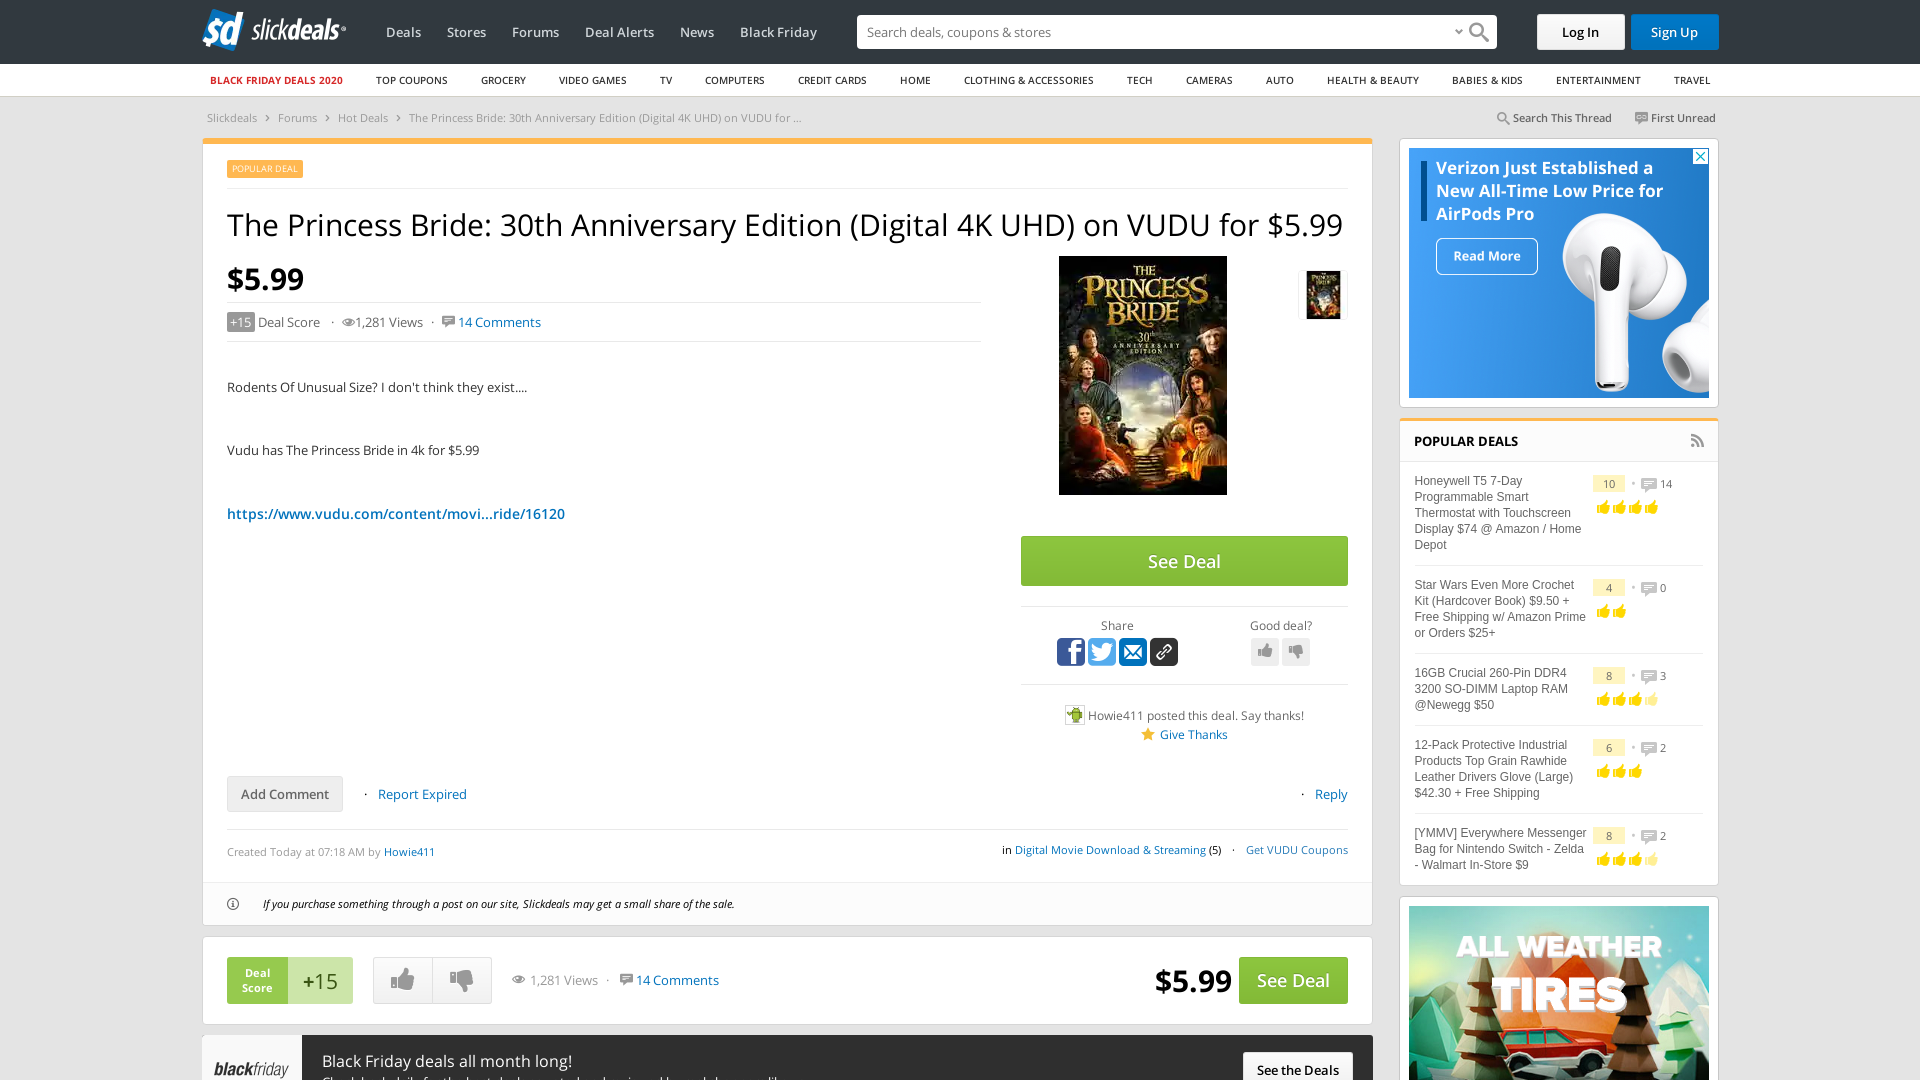 slickdeals
Deals
Stores
Forums
Deal Alerts
News
Black Friday
Search deals, coupons & stores
Log In
Sign Up
BLACK FRIDAY DEALS 2020
TOP COUPONS
GROCERY
VIDEO GAMES
TV
COMPUTERS
CREDIT CARDS
HOME
CLOTHING & ACCESSORIES
TECH
CAMERAS
AUTO
HEALTH & BEAUTY
BABIES & KIDS
ENTERTAINMENT
TRAVEL
Slickdeals > Forums > Hot Deals > The Princess Bride: 30th Anniversary Edition (Digital 4K UHD) on VUDU for ...
Search This Thread
First Unread
POPULAR DEAL
The Princess Bride: 30th Anniversary Edition (Digital 4K UHD) on VUDU for $5.99
$5.99
+15 Deal Score · 1,281 Views · 14 Comments
Rodents Of Unusual Size? I don't think they exist....
Vudu has The Princess Bride in 4k for $5.99
https://www.vudu.com/content/movi...ride/16120
THE
PRINCESS
BRIDE
30th
ANNIVERSARY
EDITION
See Deal
Share
Good deal?
Howie411 posted this deal. Say thanks!
Give Thanks
Add Comment
· Report Expired
· Reply
Created Today at 07:18 AM by Howie411
in Digital Movie Download & Streaming (5) · Get VUDU Coupons
If you purchase something through a post on our site, Slickdeals may get a small share of the sale.
Deal
Score
+15
1,281 Views · 14 Comments
$5.99
See Deal
blackfriday
Black Friday deals all month long!
See the Deals
Verizon Just Established a
New All-Time Low Price for
AirPods Pro
Read More
POPULAR DEALS
Honeywell T5 7-Day
Programmable Smart
Thermostat with Touchscreen
Display $74 @ Amazon / Home
Depot
10 · 14
Star Wars Even More Crochet
Kit (Hardcover Book) $9.50 +
Free Shipping w/ Amazon Prime
or Orders $25+
4 · 0
16GB Crucial 260-Pin DDR4
3200 SO-DIMM Laptop RAM
@Newegg $50
8 · 3
12-Pack Protective Industrial
Products Top Grain Rawhide
Leather Drivers Glove (Large)
$42.30 + Free Shipping
6 · 2
[YMMV] Everywhere Messenger
Bag for Nintendo Switch - Zelda
- Walmart In-Store $9
8 · 2
ALL WEATHER
TIRES